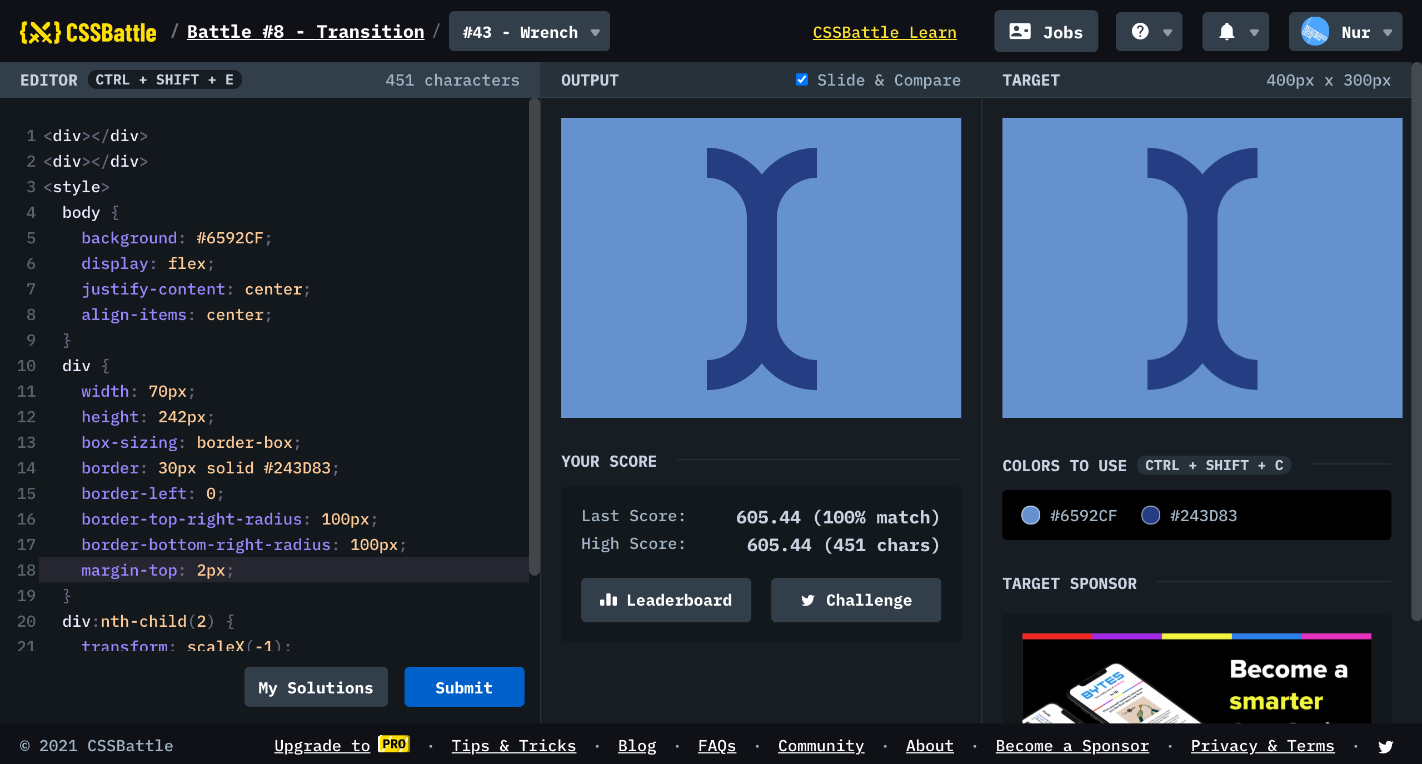 {X} CSSBattle / Battle #8 - Transition / #43 - Wrench CSSBattle Learn Jobs Nur
EDITOR CTRL + SHIFT + E 451 characters
1 <div></div>
2 <div></div>
3 <style>
4 body {
5 background: #6592CF;
6 display: flex;
7 justify-content: center;
8 align-items: center;
9 }
10 div {
11 width: 70px;
12 height: 242px;
13 box-sizing: border-box;
14 border: 30px solid #243D83;
15 border-left: 0;
16 border-top-right-radius: 100px;
17 border-bottom-right-radius: 100px;
18 margin-top: 2px;
19 }
20 div:nth-child(2) {
21 transform: scaleX(-1);
My Solutions Submit
OUTPUT Slide & Compare
YOUR SCORE
Last Score: 605.44 (100% match)
High Score: 605.44 (451 chars)
Leaderboard Challenge
TARGET 400px x 300px
COLORS TO USE CTRL + SHIFT + C
#6592CF #243D83
TARGET SPONSOR
BYTES
Become a
smarter
© 2021 CSSBattle Upgrade to PRO · Tips & Tricks · Blog · FAQs · Community · About · Become a Sponsor · Privacy & Terms ·